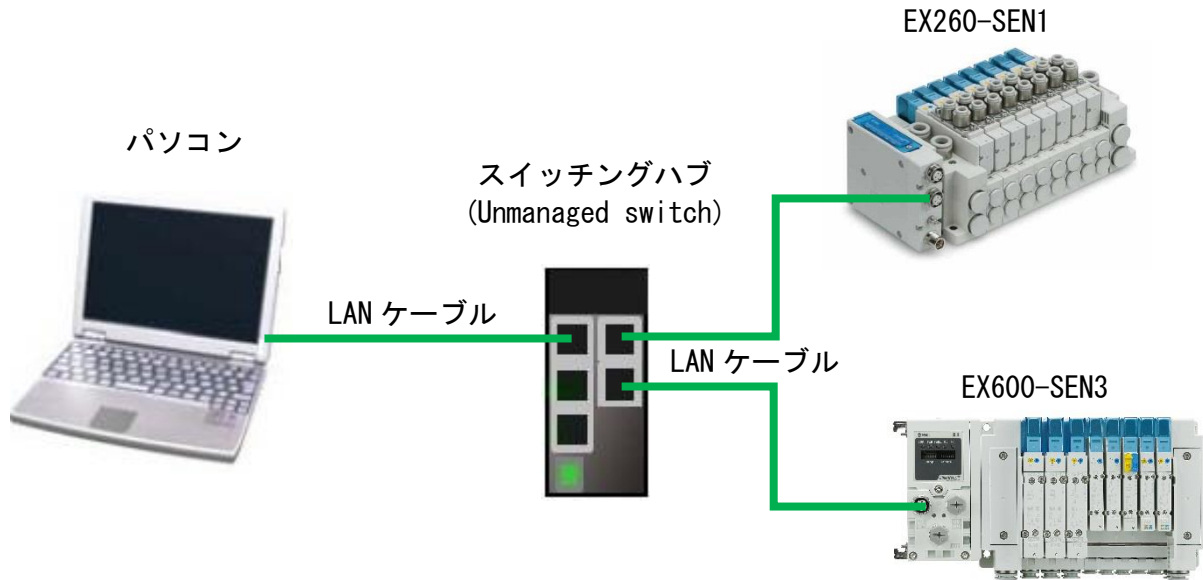 EX260-SEN1
パソコン
スイッチングハブ
(Unmanaged switch)
LAN ケーブル
LAN ケーブル
EX600-SEN3